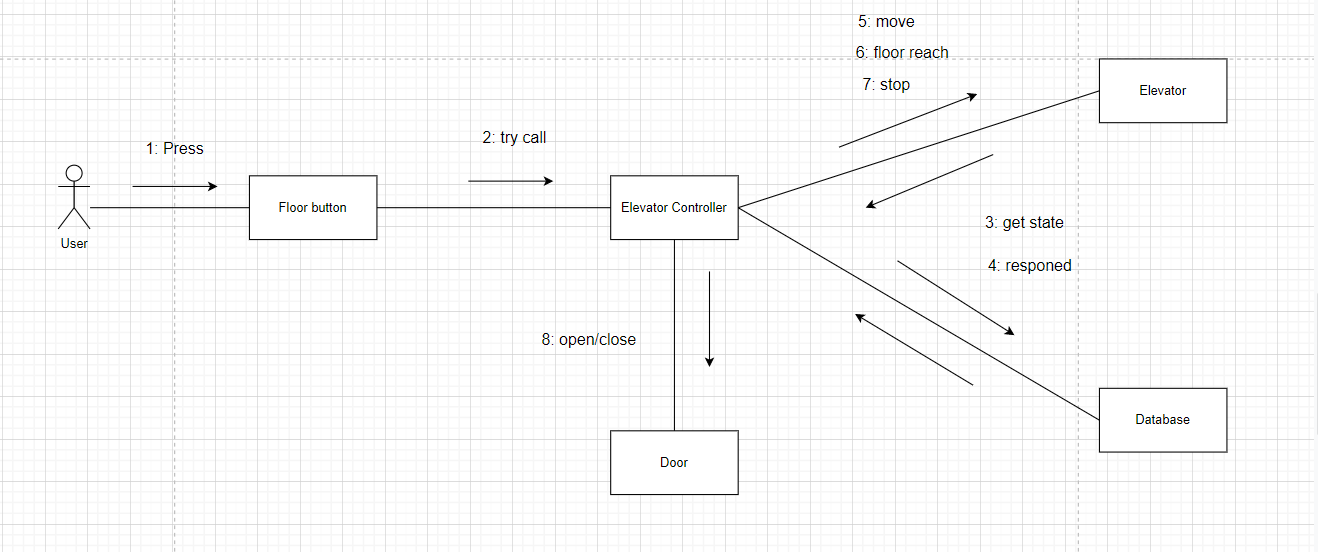 5: move
6: floor reach
7: stop
Elevator
1: Press
2: try call
User
Floor button
Elevator Controller
3: get state
4: responed
8: open/close
Door
Database